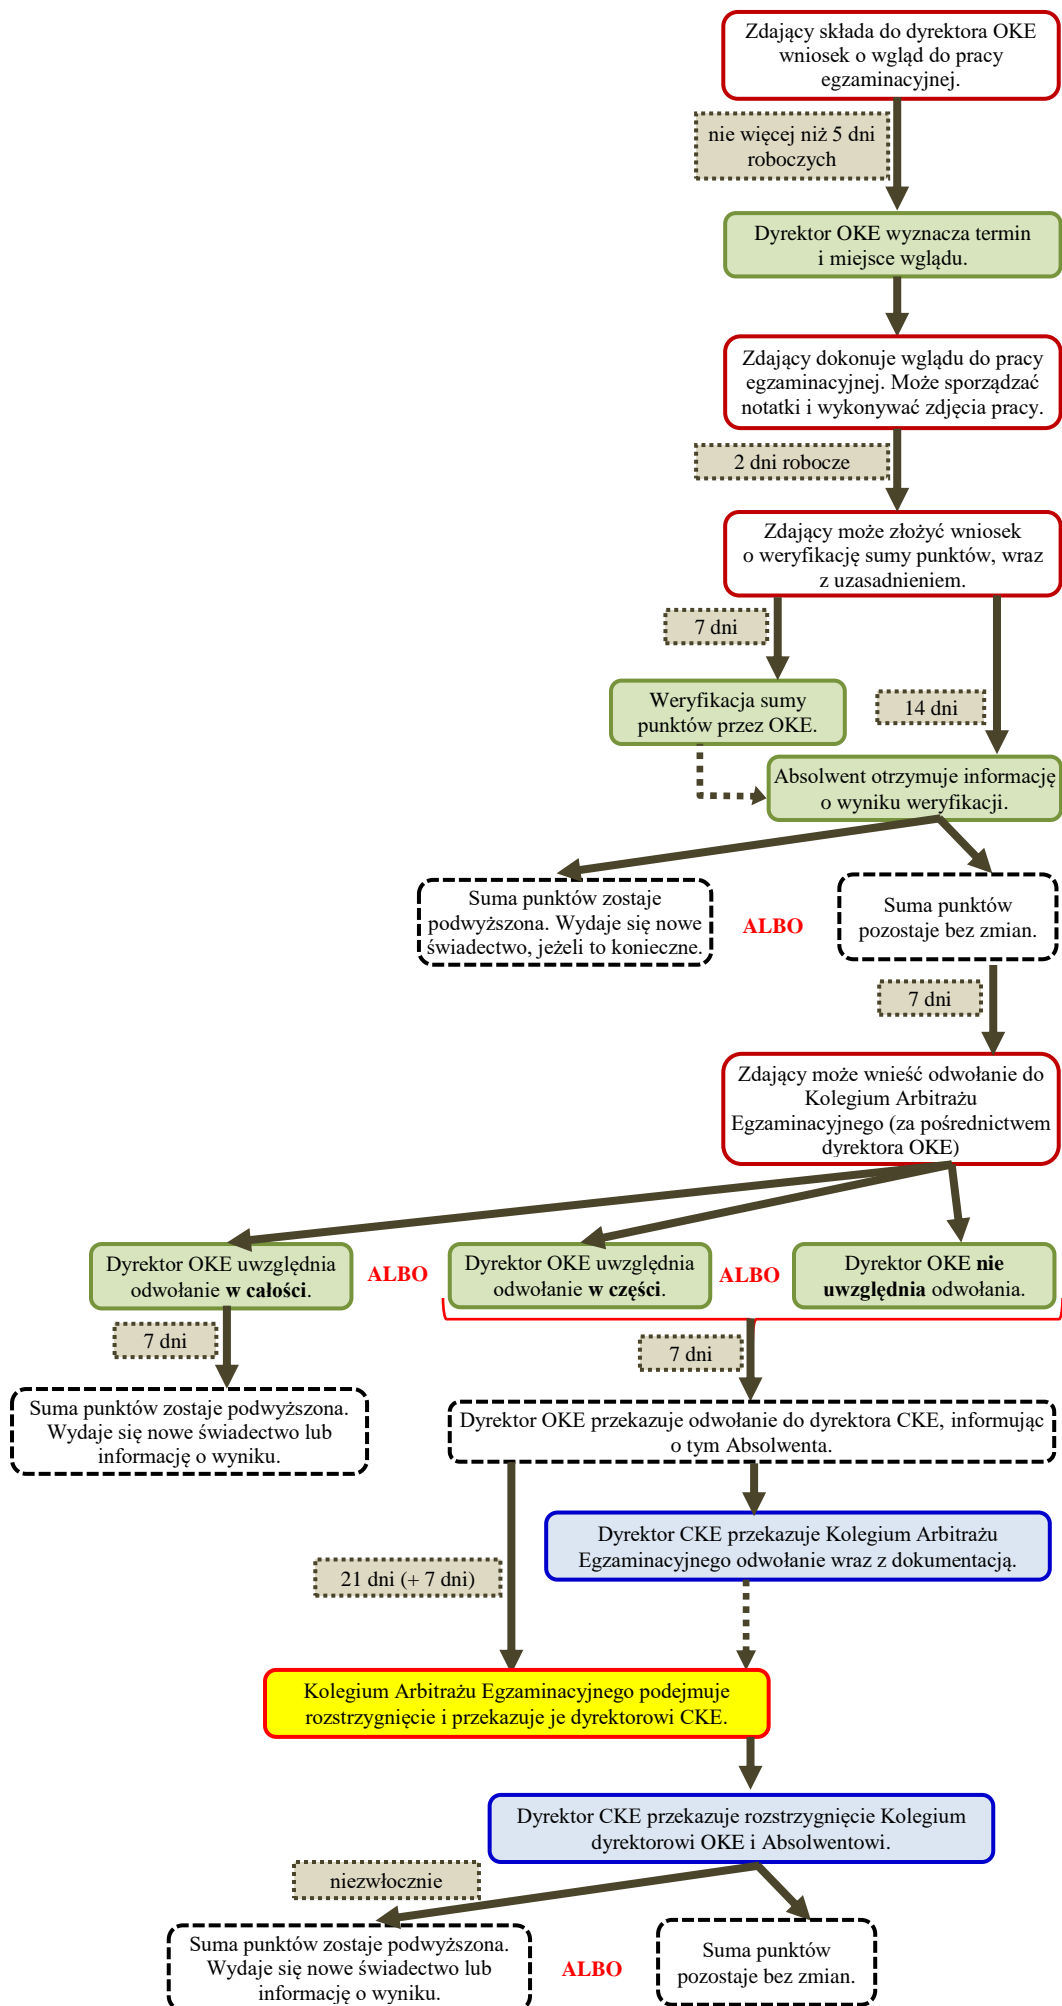 Zdający składa do dyrektora OKE
wniosek o wgląd do pracy
egzaminacyjnej.
nie więcej niż 5 dni
roboczych
Dyrektor OKE wyznacza termin
i miejsce wglądu.
Zdający dokonuje wglądu do pracy
egzaminacyjnej. Może sporządzać
notatki i wykonywać zdjęcia pracy.
2 dni robocze
Zdający może złożyć wniosek
o weryfikację sumy punktów, wraz
z uzasadnieniem.
7 dni
Weryfikacja sumy
punktów przez OKE.
14 dni
Absolwent otrzymuje informację
o wyniku weryfikacji.
Suma punktów zostaje
podwyższona. Wydaje się nowe
świadectwo, jeżeli to konieczne.
ALBO
Suma punktów
pozostaje bez zmian.
7 dni
Zdający może wnieść odwołanie do
Kolegium Arbitrażu
Egzaminacyjnego (za pośrednictwem
dyrektora OKE)
Dyrektor OKE uwzględnia
odwołanie w całości.
ALBO
Dyrektor OKE uwzględnia
odwołanie w części.
ALBO
Dyrektor OKE nie
uwzględnia odwołania.
7 dni
7 dni
Suma punktów zostaje podwyższona.
Wydaje się nowe świadectwo lub
informację o wyniku.
Dyrektor OKE przekazuje odwołanie do dyrektora CKE, informując
o tym Absolwenta.
Dyrektor CKE przekazuje Kolegium Arbitrażu
Egzaminacyjnego odwołanie wraz z dokumentacją.
21 dni (+ 7 dni)
Kolegium Arbitrażu Egzaminacyjnego podejmuje
rozstrzygnięcie i przekazuje je dyrektorowi CKE.
Dyrektor CKE przekazuje rozstrzygnięcie Kolegium
dyrektorowi OKE i Absolwentowi.
niezwłocznie
Suma punktów zostaje podwyższona.
Wydaje się nowe świadectwo lub
informację o wyniku.
ALBO
Suma punktów
pozostaje bez zmian.